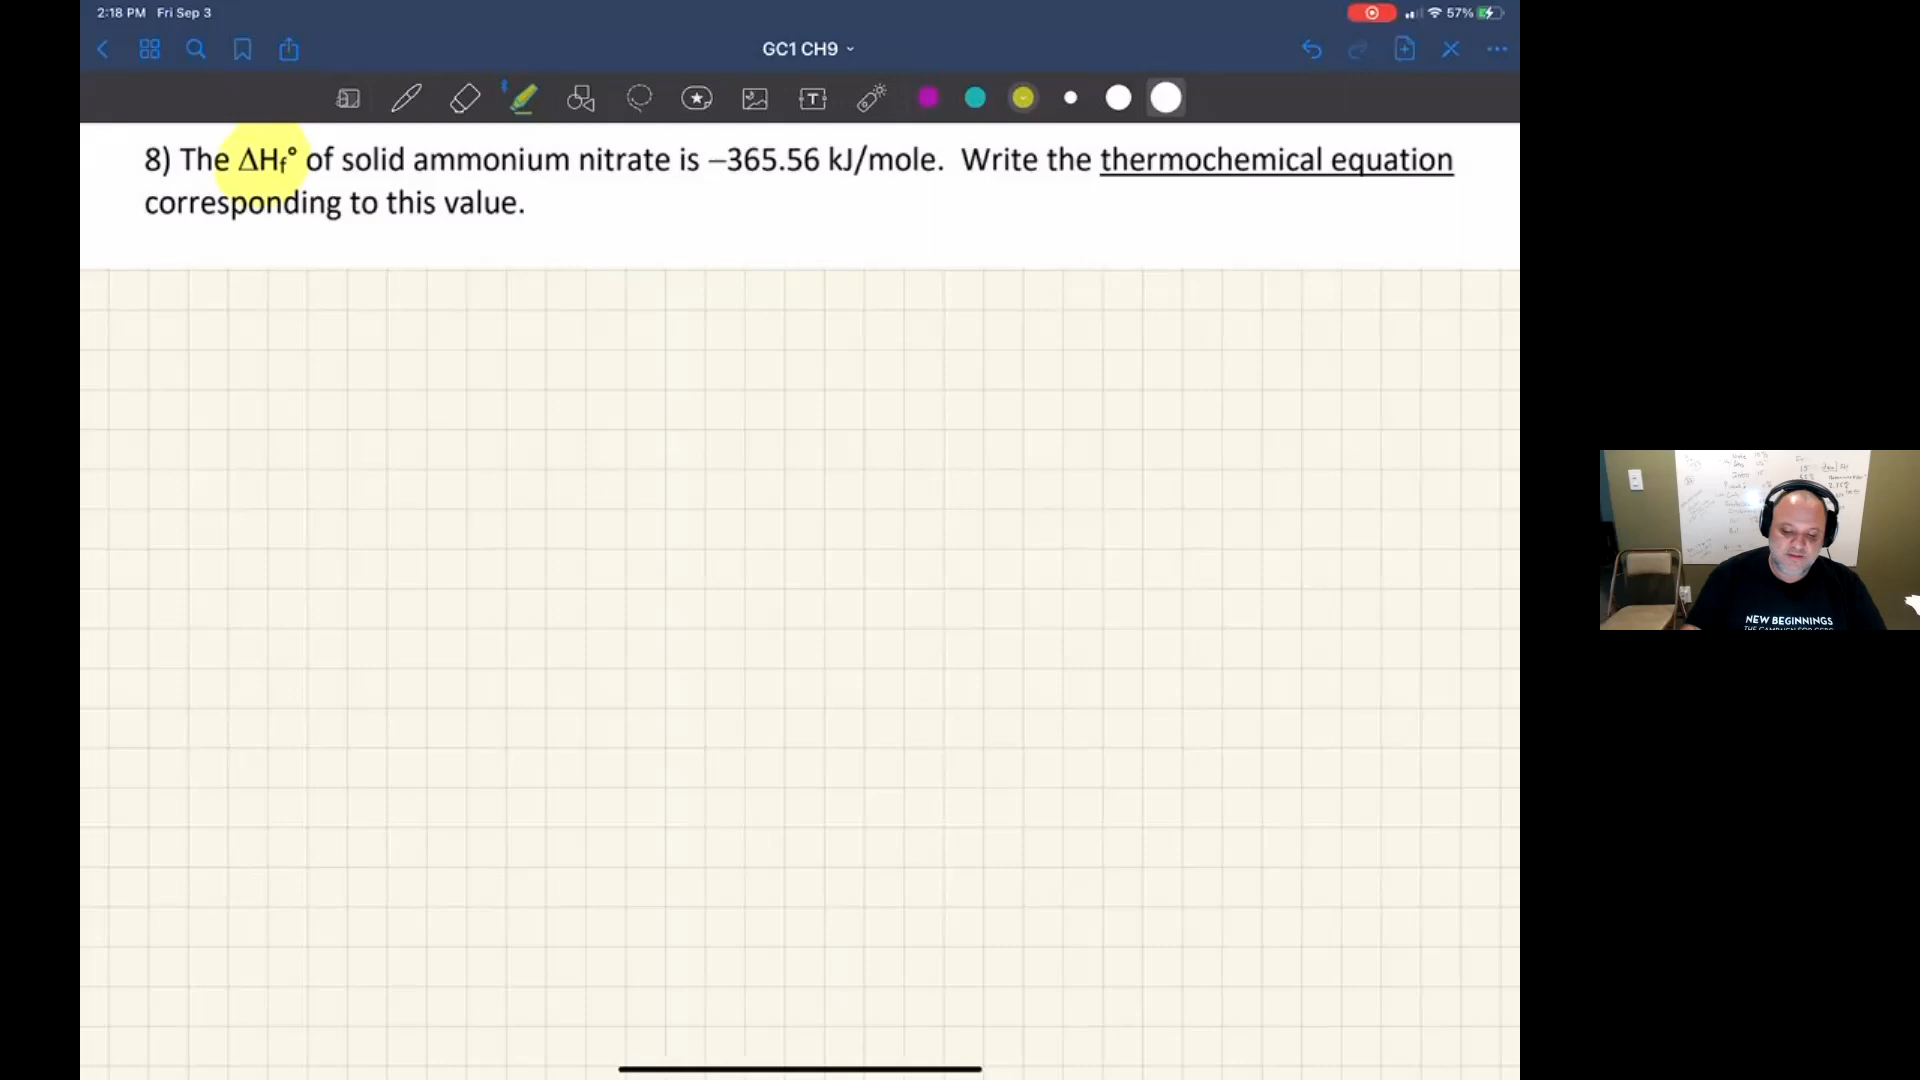 2:18 PM Fri Sep 3
57%
GC1 CH9
T
8) The ΔHf° of solid ammonium nitrate is −365.56 kJ/mole. Write the thermochemical equation
corresponding to this value.
NEW BEGINNINGS